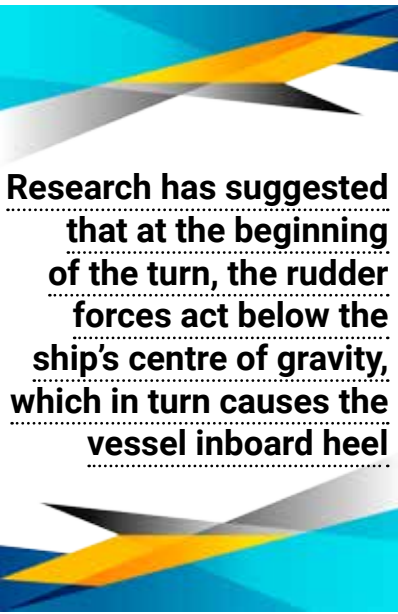 Research has suggested
that at the beginning
of the turn, the rudder
forces act below the
ship’s centre of gravity,
which in turn causes the
vessel inboard heel